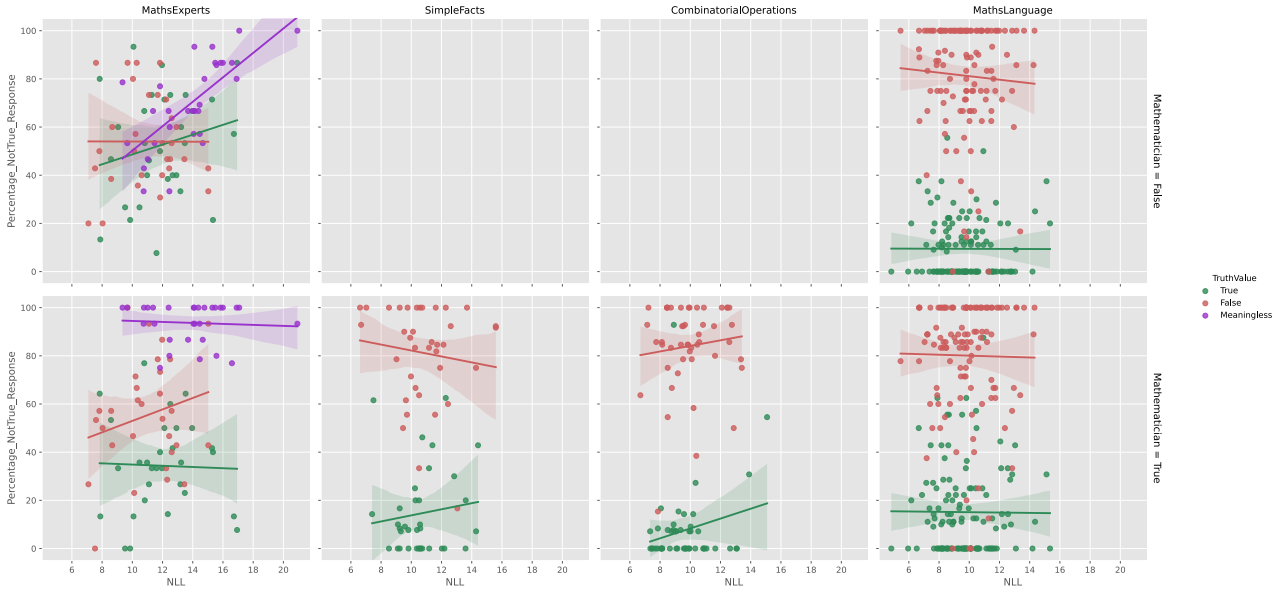 MathsExperts
SimpleFacts
CombinatorialOperations
MathsLanguage
100
80
60
40
20
0
Percentage_NotTrue_Response
Mathematician = False
100
80
60
40
20
0
Percentage_NotTrue_Response
Mathematician = True
TruthValue
True
False
Meaningless
6 8 10 12 14 16 18 20
6 8 10 12 14 16 18 20
6 8 10 12 14 16 18 20
6 8 10 12 14 16 18 20
NLL
NLL
NLL
NLL